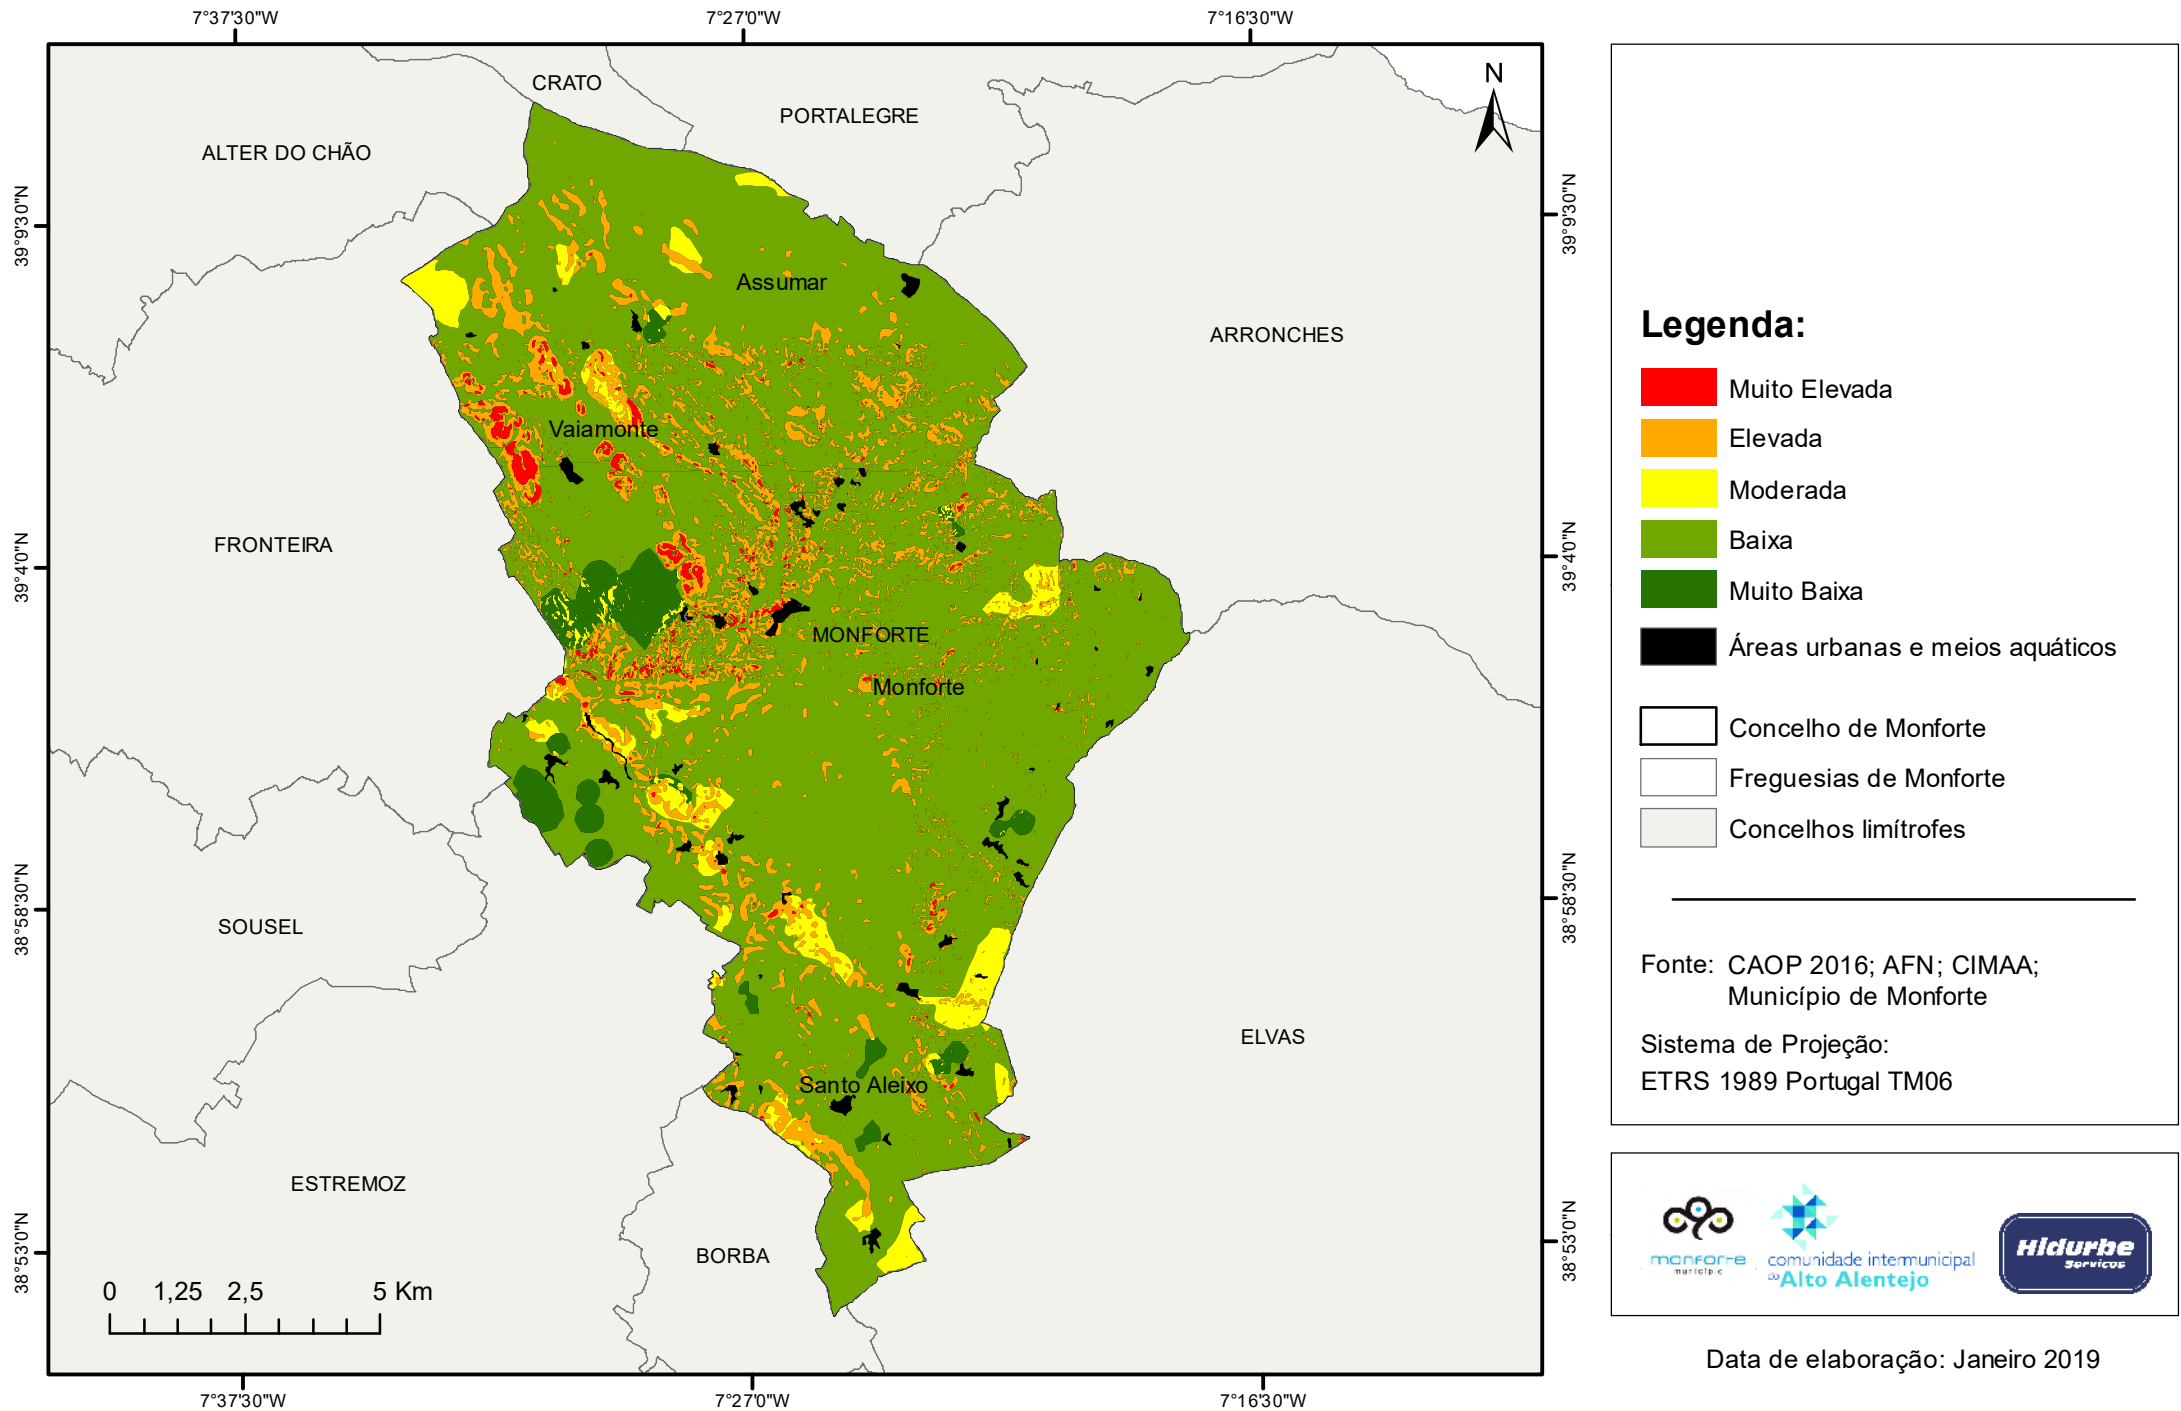 7°37'30"W
7°27'0"W
7°16'30"W
CRATO
PORTALEGRE
N
ALTER DO CHÃO
39°9'30"N
39°9'30"N
Assumar
ARRONCHES
Vaiamonte
FRONTEIRA
39°4'0"N
39°4'0"N
MONFORTE
Monforte
38°58'30"N
38°58'30"N
SOUSEL
ELVAS
Santo Aleixo
ESTREMOZ
BORBA
38°53'0"N
38°53'0"N
0 1,25 2,5 5 Km
7°37'30"W
7°27'0"W
7°16'30"W
Legenda:
Muito Elevada
Elevada
Moderada
Baixa
Muito Baixa
Áreas urbanas e meios aquáticos
Concelho de Monforte
Freguesias de Monforte
Concelhos limítrofes
Fonte: CAOP 2016; AFN; CIMAA;
Município de Monforte
Sistema de Projeção:
ETRS 1989 Portugal TM06
monforte
município
comunidade intermunicipal
do Alto Alentejo
Hidurbe
Serviços
Data de elaboração: Janeiro 2019